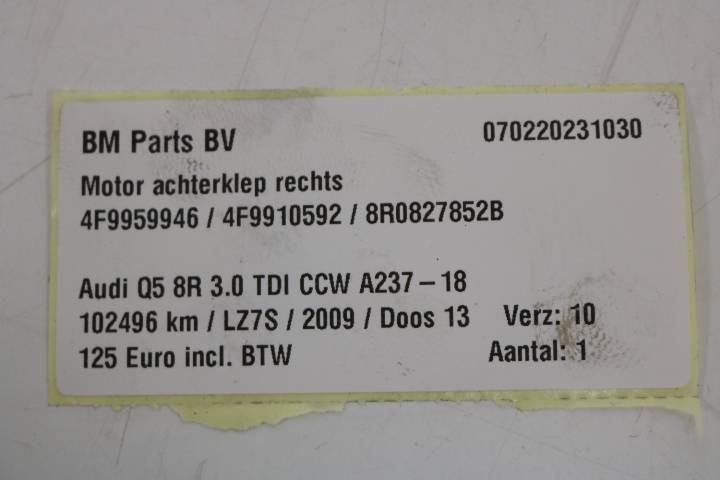 BM Parts BV 070220231030
Motor achterklep rechts
4F9959946 / 4F9910592 / 8R0827852B
Audi Q5 8R 3.0 TDI CCW A237 – 18
102496 km / LZ7S / 2009 / Doos 13 Verz: 10
125 Euro incl. BTW Aantal: 1